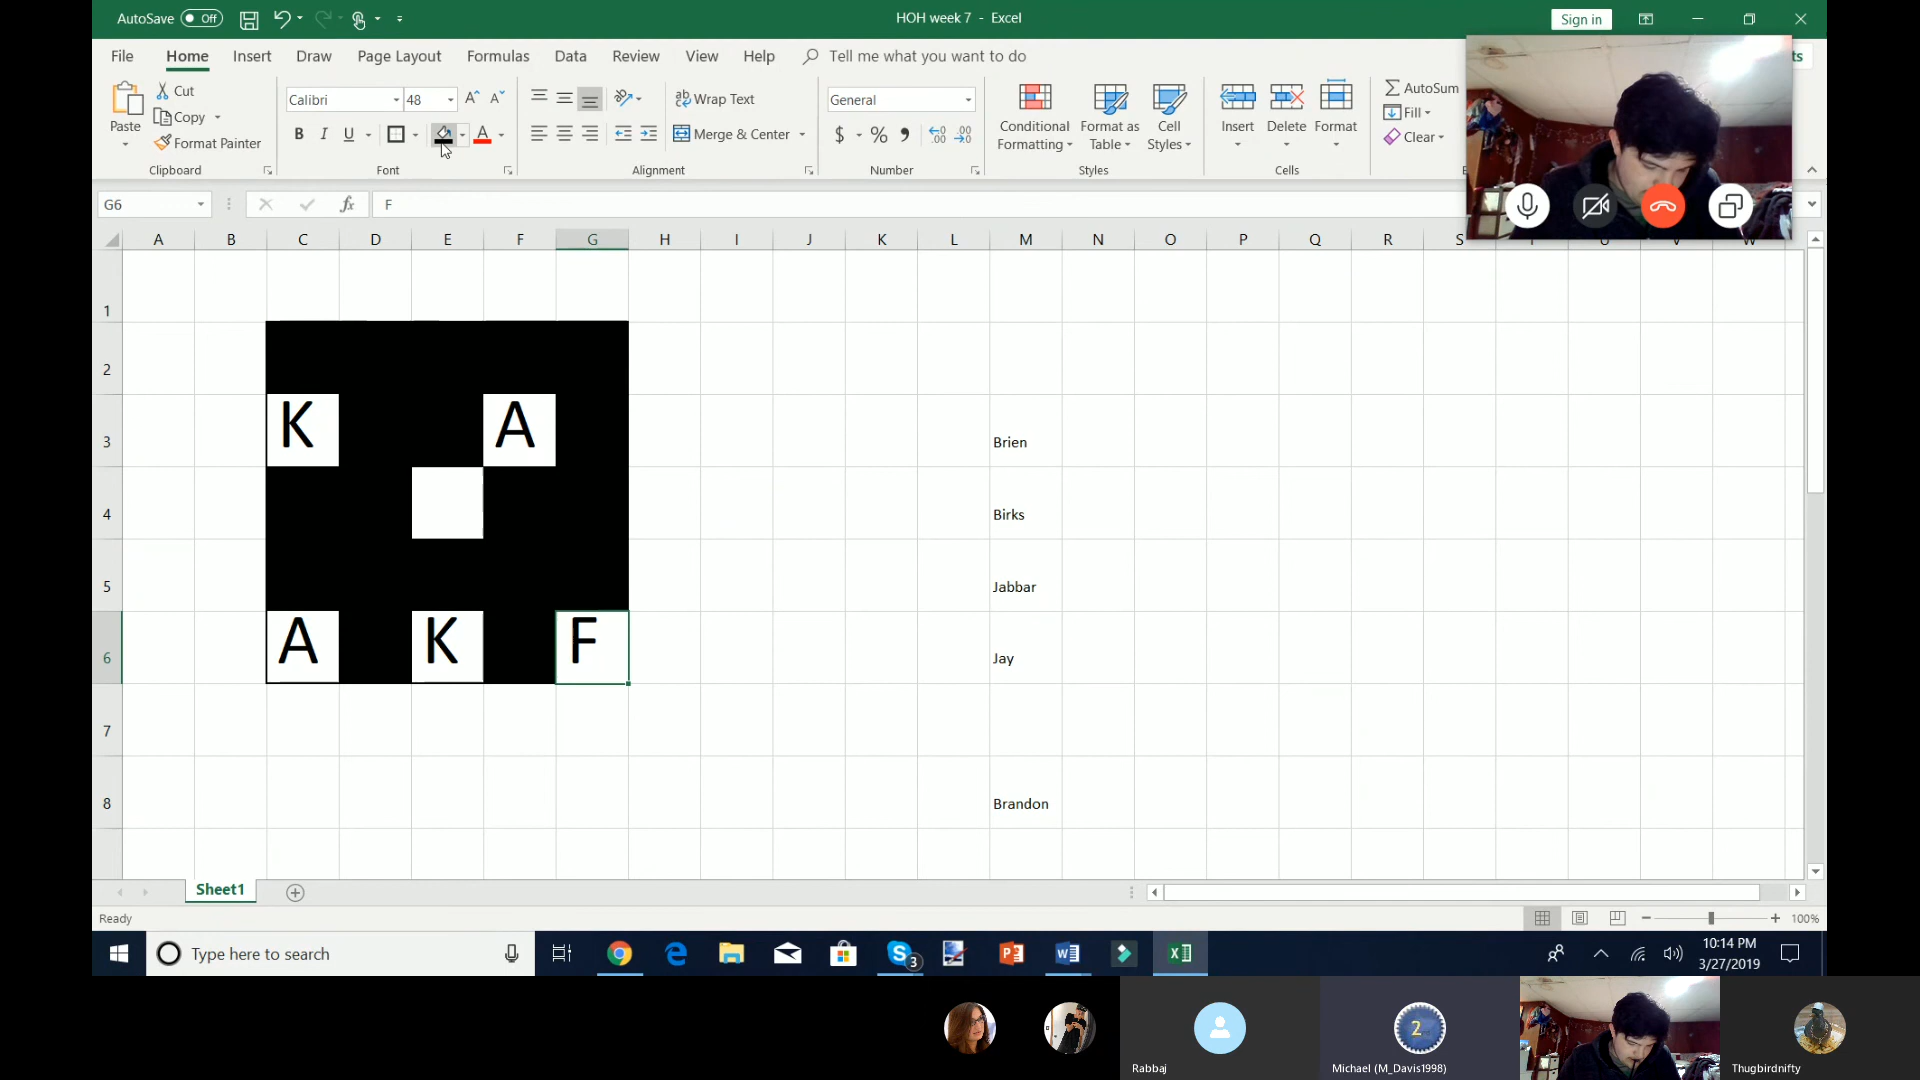 AutoSave Off
HOH week 7 - Excel
Sign in
File Home Insert Draw Page Layout Formulas Data Review View Help Tell me what you want to do
ts
Paste
Cut
Copy
Format Painter
Clipboard
Calibri 48
B I U
Font
Wrap Text
Merge & Center
Alignment
General
$ % ,
Number
Conditional Formatting
Format as Table
Cell Styles
Styles
Insert Delete Format
Cells
AutoSum
Fill
Clear
G6
fx F
A B C D E F G H I J K L M N O P Q R S
1
2
3 K A Brien
4 Birks
5 Jabbar
6 A K F Jay
7
8 Brandon
Sheet1
Ready
100%
Type here to search
3
10:14 PM
3/27/2019
2
Rabbaj
Michael (M_Davis1998)
Thugbirdnifty